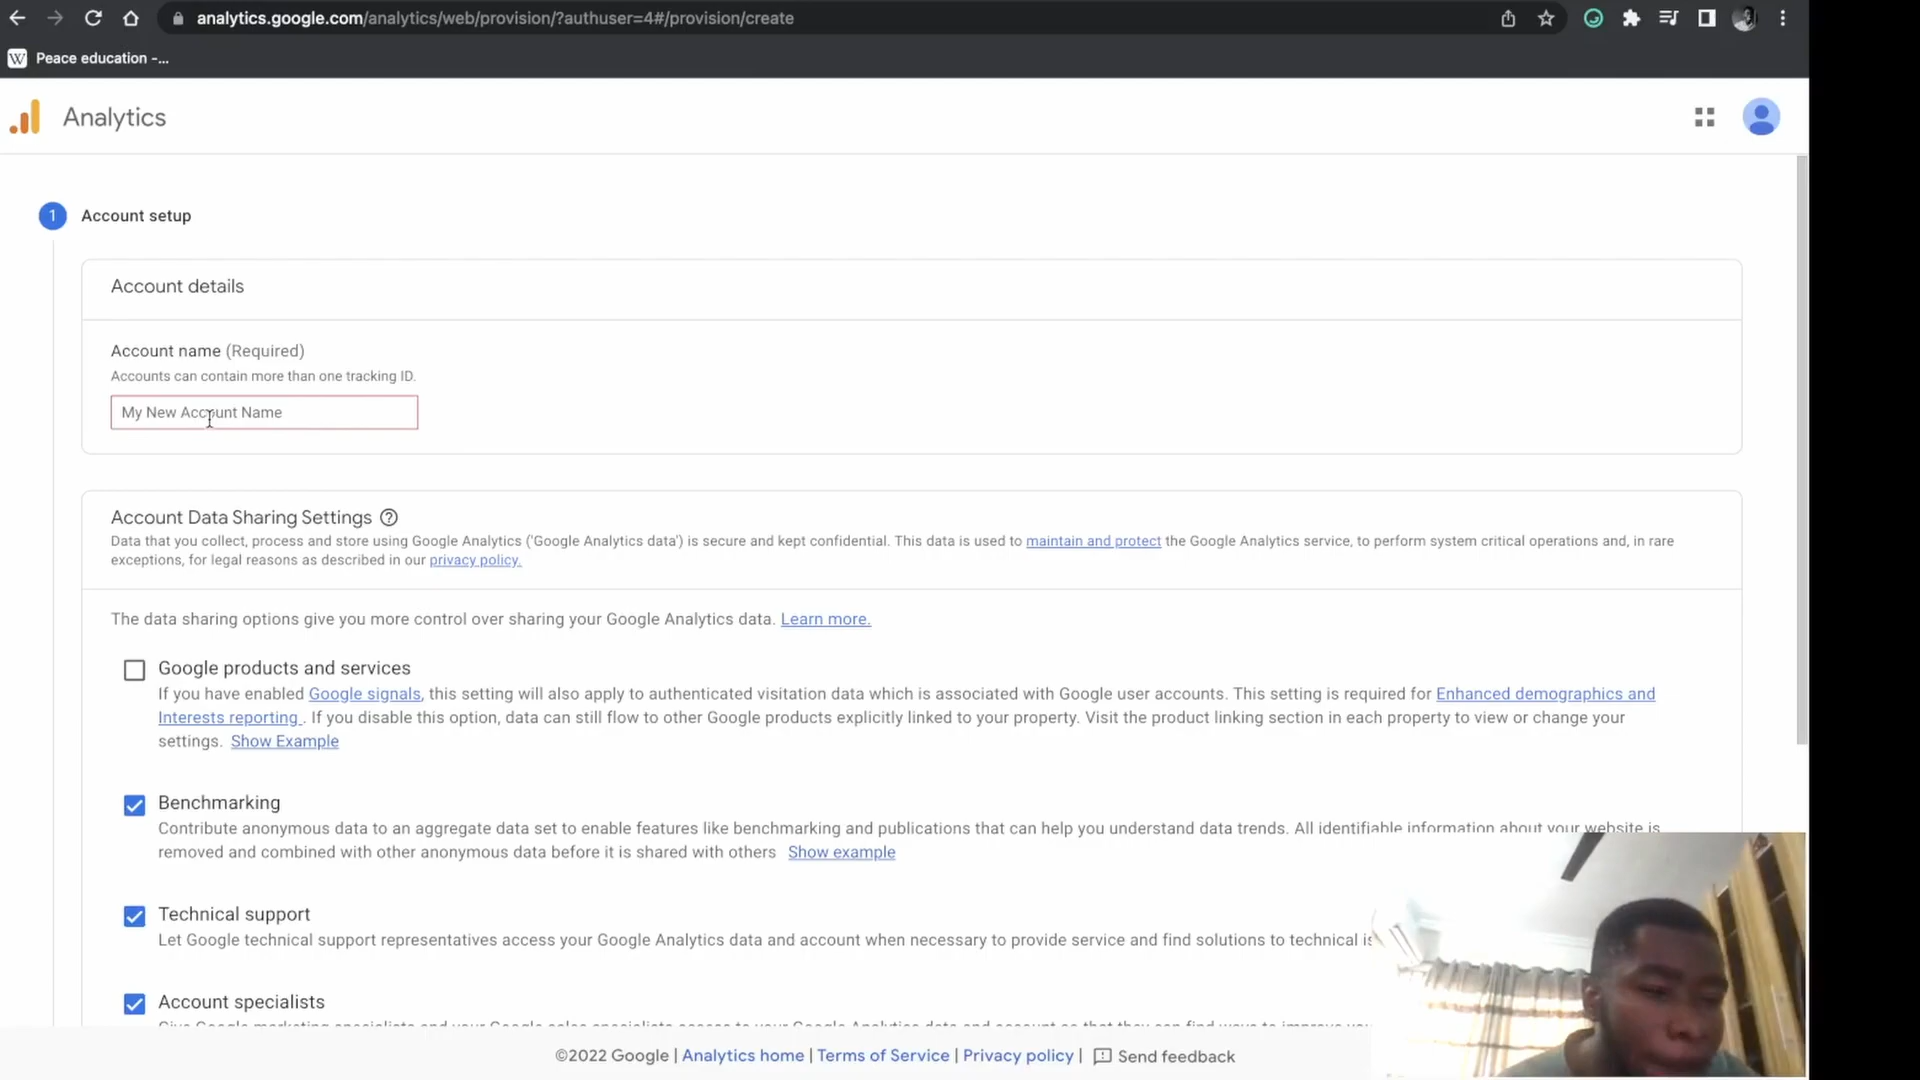 analytics.google.com/analytics/web/provision/?authuser=4#/provision/create
W Peace education -...
Analytics
1 Account setup
Account details
Account name (Required)
Accounts can contain more than one tracking ID.
My New Account Name
Account Data Sharing Settings
Data that you collect, process and store using Google Analytics ('Google Analytics data') is secure and kept confidential. This data is used to maintain and protect the Google Analytics service, to perform system critical operations and, in rare
exceptions, for legal reasons as described in our privacy policy.
The data sharing options give you more control over sharing your Google Analytics data. Learn more.
Google products and services
If you have enabled Google signals, this setting will also apply to authenticated visitation data which is associated with Google user accounts. This setting is required for Enhanced demographics and
Interests reporting . If you disable this option, data can still flow to other Google products explicitly linked to your property. Visit the product linking section in each property to view or change your
settings. Show Example
Benchmarking
Contribute anonymous data to an aggregate data set to enable features like benchmarking and publications that can help you understand data trends. All identifiable information about your website is
removed and combined with other anonymous data before it is shared with others Show example
Technical support
Let Google technical support representatives access your Google Analytics data and account when necessary to provide service and find solutions to technical
Account specialists
©2022 Google | Analytics home | Terms of Service | Privacy policy | Send feedback